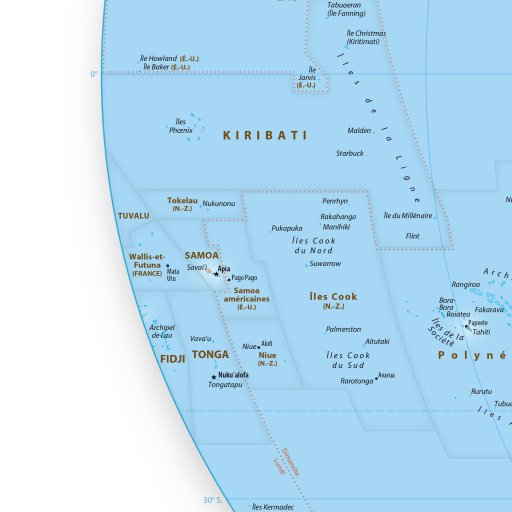 Tabuaeran
(Île Fanning)
Île Christmas
(Kiritimati)
Île Howland (É.-U.)
Île Baker (É.-U.)
0°
Île
Jarvis
(É.-U.)
Îles de la Ligne
Îles
Phœnix
KIRIBATI
Malden
Starbuck
Tokelau
(N.-Z.)
Nukunonu
Penrhyn
TUVALU
Rakahanga
Manihiki
Île du Millénaire
Pukapuka
Flint
Îles Cook
du Nord
Wallis-et-
Futuna
(FRANCE)
SAMOA
Savai'i
Apia
Mata
Utu
Pago Pago
Suwarrow
Samoa
américaines
(É.-U.)
Îles Cook
(N.-Z.)
Rangiroa
Bora-
Bora
Raiatea
Fakarava
Papeete
Tahiti
Îles de la
Société
Archipel
de Lau
Vava'u
Palmerston
Aitutaki
FIDJI
TONGA
Niue
Alofi
Niue
(N.-Z.)
Îles Cook
du Sud
Polyné
Nuku'alofa
Tongatapu
Rarotonga
Avarua
Rurutu
Dimanche
Lundi
30° S.
Îles Kermadec